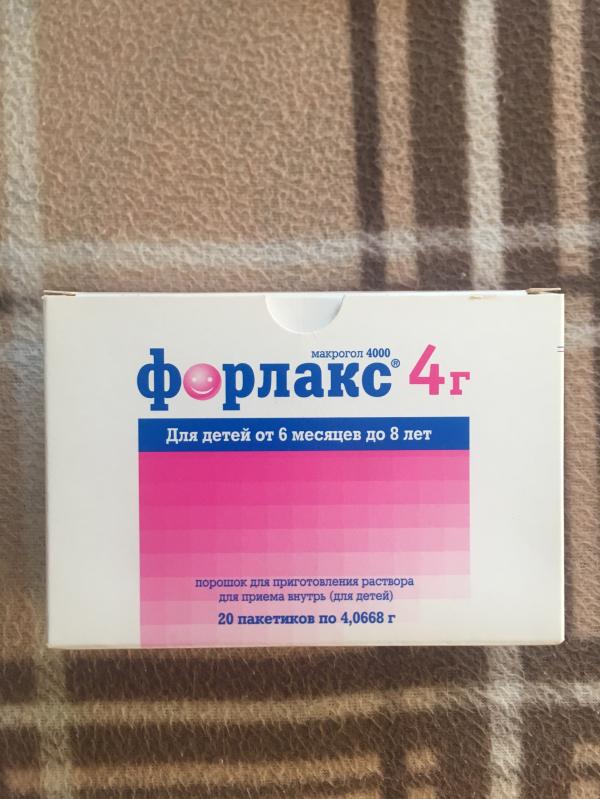 макрогол 4000
форлакс® 4г
Для детей от 6 месяцев до 8 лет
порошок для приготовления раствора
для приема внутрь (для детей)
20 пакетиков по 4,0668 г